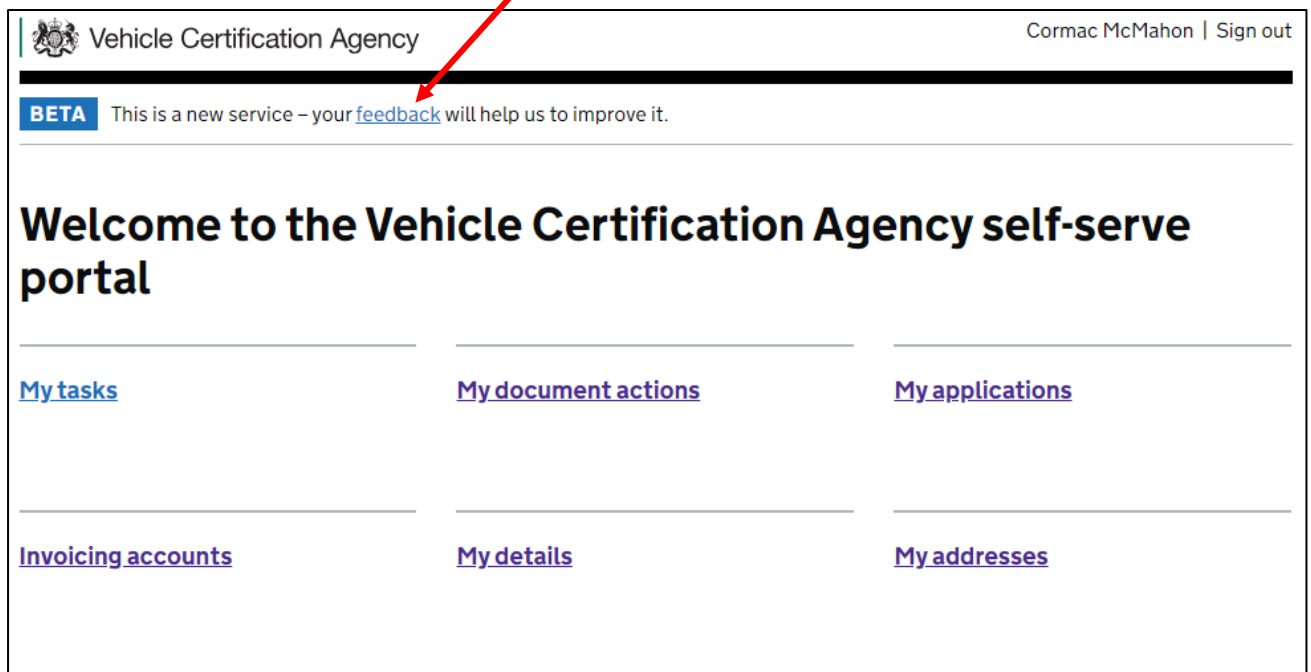 Vehicle Certification Agency
Cormac McMahon | Sign out
BETA This is a new service – your feedback will help us to improve it.
Welcome to the Vehicle Certification Agency self-serve
portal
My tasks
My document actions
My applications
Invoicing accounts
My details
My addresses